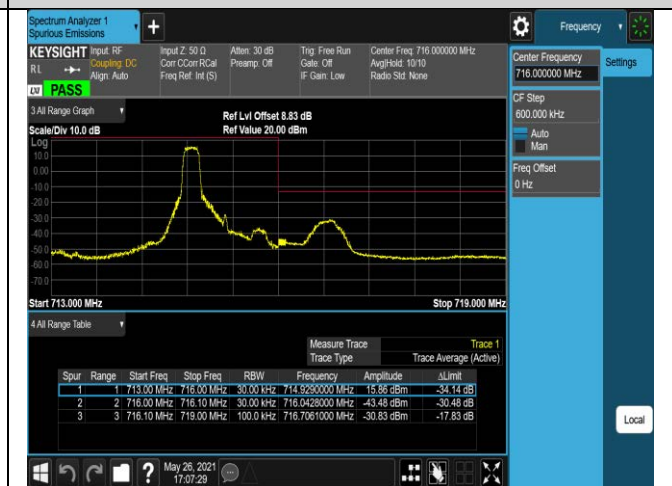 Spectrum Analyzer 1
Spurious Emissions
+
Frequency
KEYSIGHT
RL
Input: RF
Coupling: DC
Align: Auto
Input Z: 50 Ω
Corr CCorr RCal
Freq Ref: Int (S)
Atten: 30 dB
Preamp: Off
Trig: Free Run
Gate: Off
IF Gain: Low
Center Freq: 716.000000 MHz
Avg|Hold: 10/10
Radio Std: None
PASS
Center Frequency
716.000000 MHz
Settings
CF Step
600.000 kHz
Auto
Man
Freq Offset
0 Hz
3 All Range Graph
Scale/Div 10.0 dB
Ref Lvl Offset 8.83 dB
Ref Value 20.00 dBm
Log
10.0
0.00
-10.0
-20.0
-30.0
-40.0
-50.0
-60.0
-70.0
Start 713.000 MHz Stop 719.000 MHz
4 All Range Table
Measure Trace Trace 1
Trace Type Trace Average (Active)
Spur Range Start Freq Stop Freq RBW Frequency Amplitude ΔLimit
1 1 713.00 MHz 716.00 MHz 30.00 kHz 714.9290000 MHz 15.86 dBm -34.14 dB
2 2 716.00 MHz 716.10 MHz 30.00 kHz 716.0428000 MHz -43.48 dBm -30.48 dB
3 3 716.10 MHz 719.00 MHz 100.0 kHz 716.7061000 MHz -30.83 dBm -17.83 dB
Local
?
May 26, 2021
17:07:29